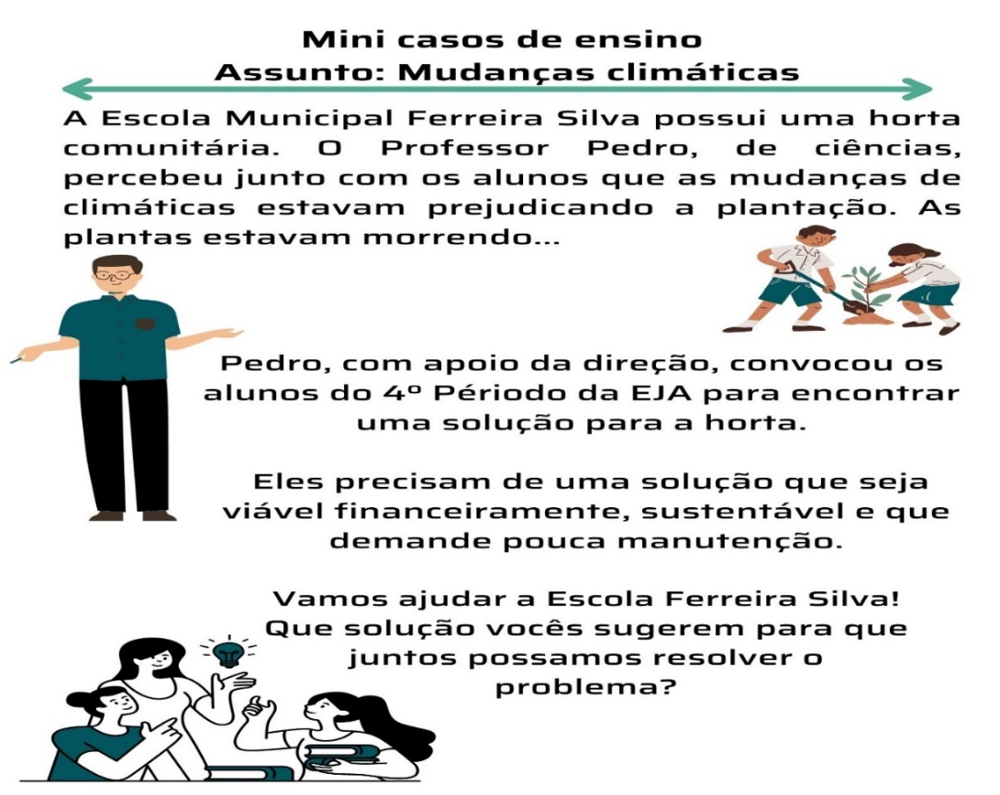 Mini casos de ensino
Assunto: Mudanças climáticas
A Escola Municipal Ferreira Silva possui uma horta
comunitária. O Professor Pedro, de ciências,
percebeu junto com os alunos que as mudanças de
climáticas estavam prejudicando a plantação. As
plantas estavam morrendo...
Pedro, com apoio da direção, convocou os
alunos do 4º Périodo da EJA para encontrar
uma solução para a horta.
Eles precisam de uma solução que seja
viável financeiramente, sustentável e que
demande pouca manutenção.
Vamos ajudar a Escola Ferreira Silva!
Que solução vocês sugerem para que
juntos possamos resolver o
problema?